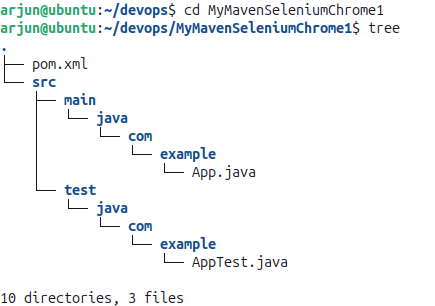 arjun@ubuntu:~/devops$ cd MyMavenSeleniumChrome1
arjun@ubuntu:~/devops/MyMavenSeleniumChrome1$ tree
.
├── pom.xml
└── src
    ├── main
    │   └── java
    │       └── com
    │           └── example
    │               └── App.java
    └── test
        └── java
            └── com
                └── example
                    └── AppTest.java

10 directories, 3 files